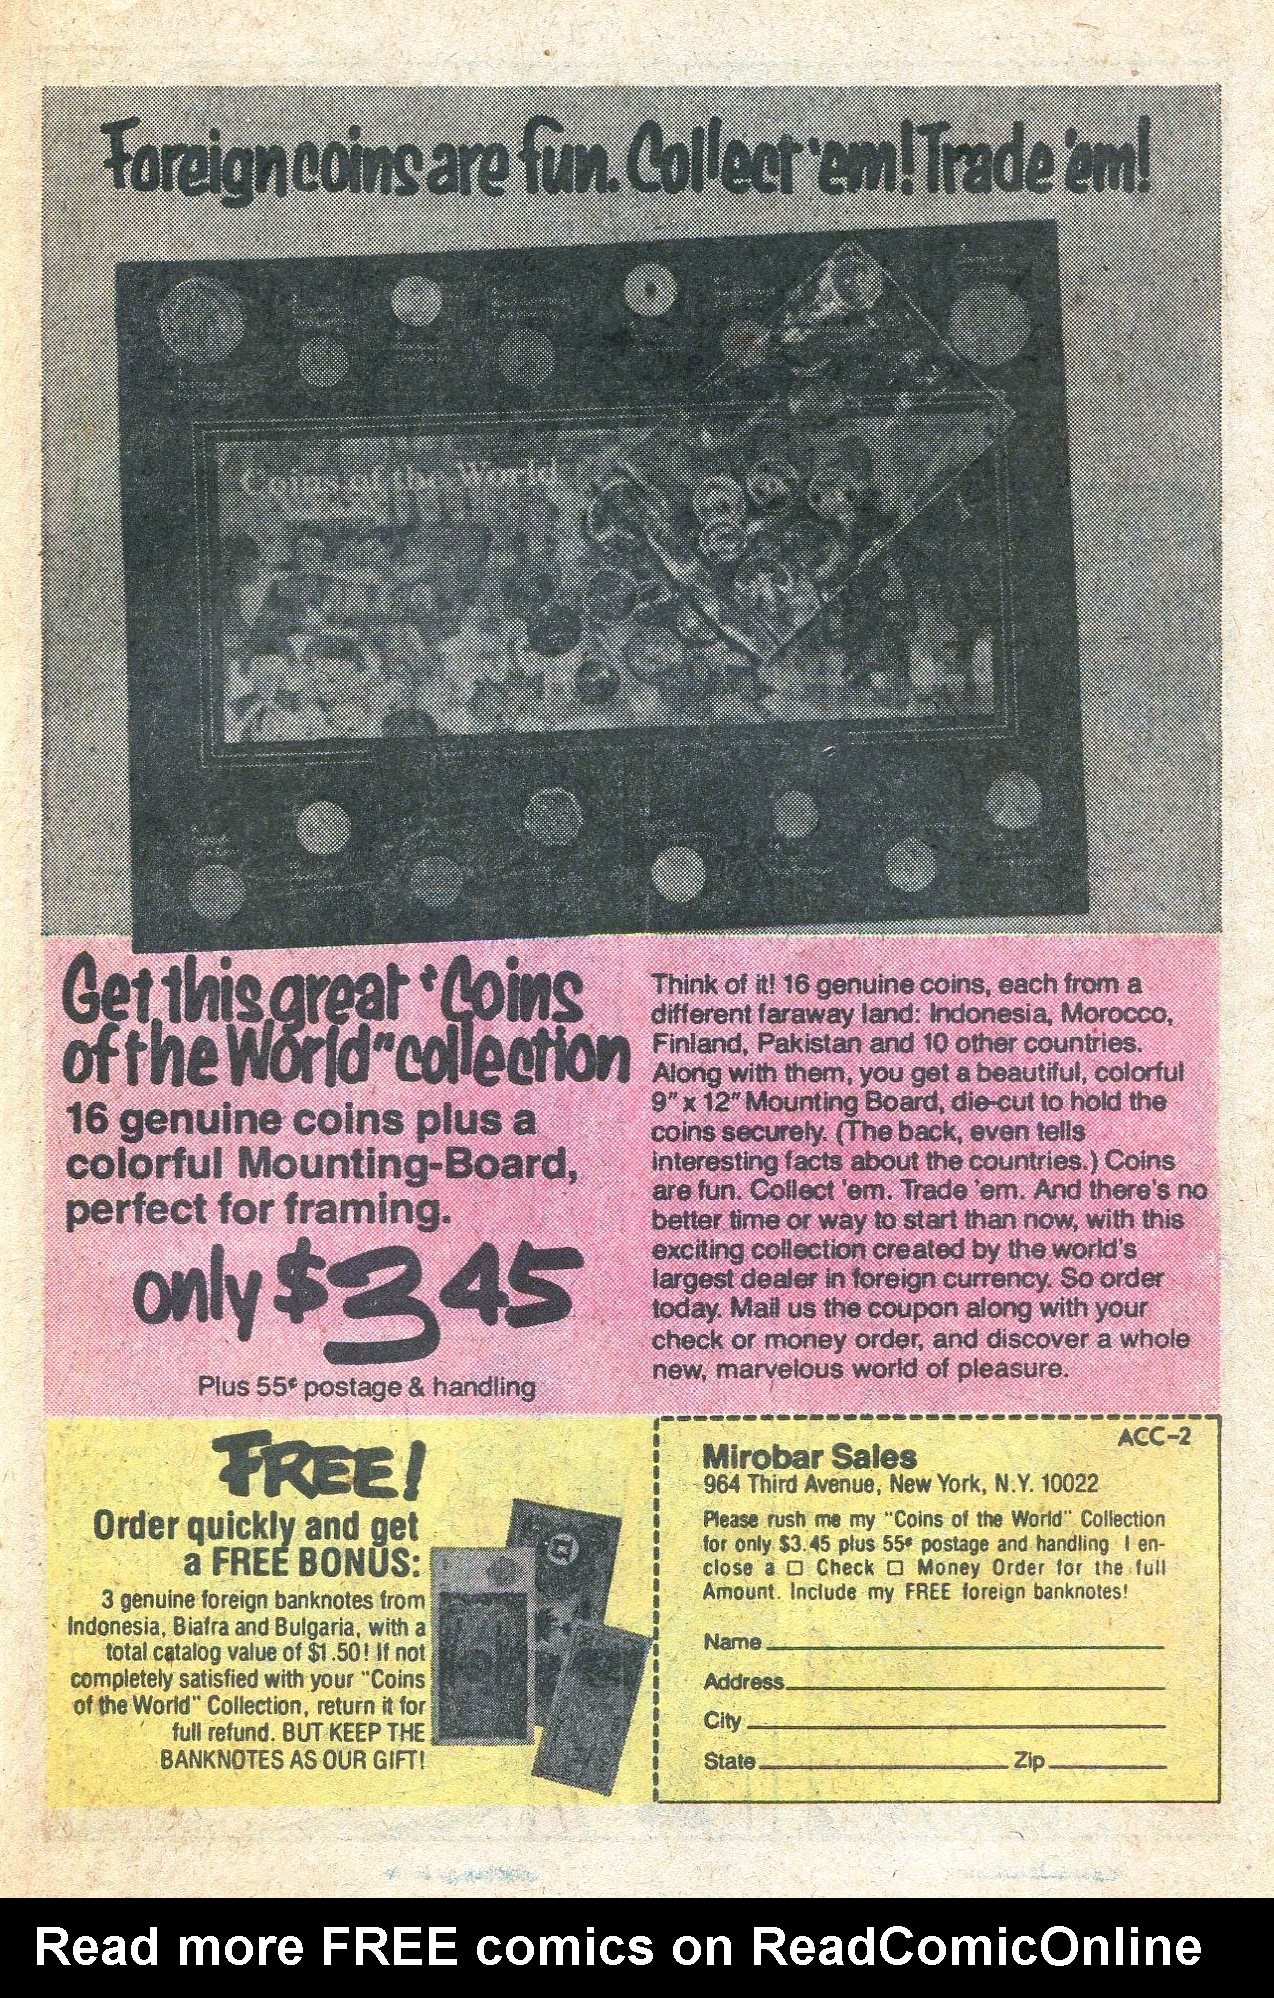 Foreign coins are fun. Collect 'em! Trade 'em!
Coins of the World
Get this great "Coins
of the World" collection
16 genuine coins plus a
colorful Mounting-Board,
perfect for framing.
only $3.45
Plus 55¢ postage & handling
Think of it! 16 genuine coins, each from a
different faraway land: Indonesia, Morocco,
Finland, Pakistan and 10 other countries.
Along with them, you get a beautiful, colorful
9" x 12" Mounting Board, die-cut to hold the
coins securely. (The back, even tells
interesting facts about the countries.) Coins
are fun. Collect 'em. Trade 'em. And there's no
better time or way to start than now, with this
exciting collection created by the world's
largest dealer in foreign currency. So order
today. Mail us the coupon along with your
check or money order, and discover a whole
new, marvelous world of pleasure.
FREE!
Order quickly and get
a FREE BONUS:
3 genuine foreign banknotes from
Indonesia, Biafra and Bulgaria, with a
total catalog value of $1.50! If not
completely satisfied with your "Coins
of the World" Collection, return it for
full refund. BUT KEEP THE
BANKNOTES AS OUR GIFT!
ACC-2
Mirobar Sales
964 Third Avenue, New York, N.Y. 10022
Please rush me my "Coins of the World" Collection
for only $3.45 plus 55¢ postage and handling I en-
close a □ Check □ Money Order for the full
Amount. Include my FREE foreign banknotes!
Name
Address
City
State Zip
Read more FREE comics on ReadComicOnline